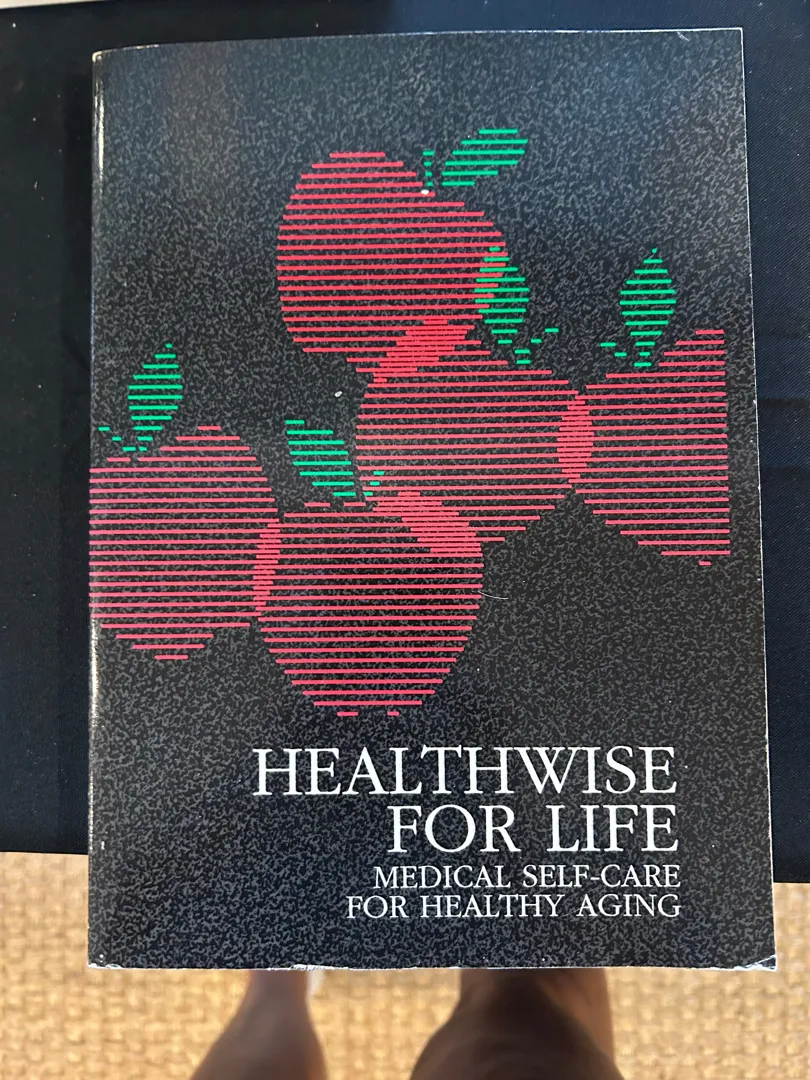 HEALTHWISE
FOR LIFE
MEDICAL SELF-CARE
FOR HEALTHY AGING